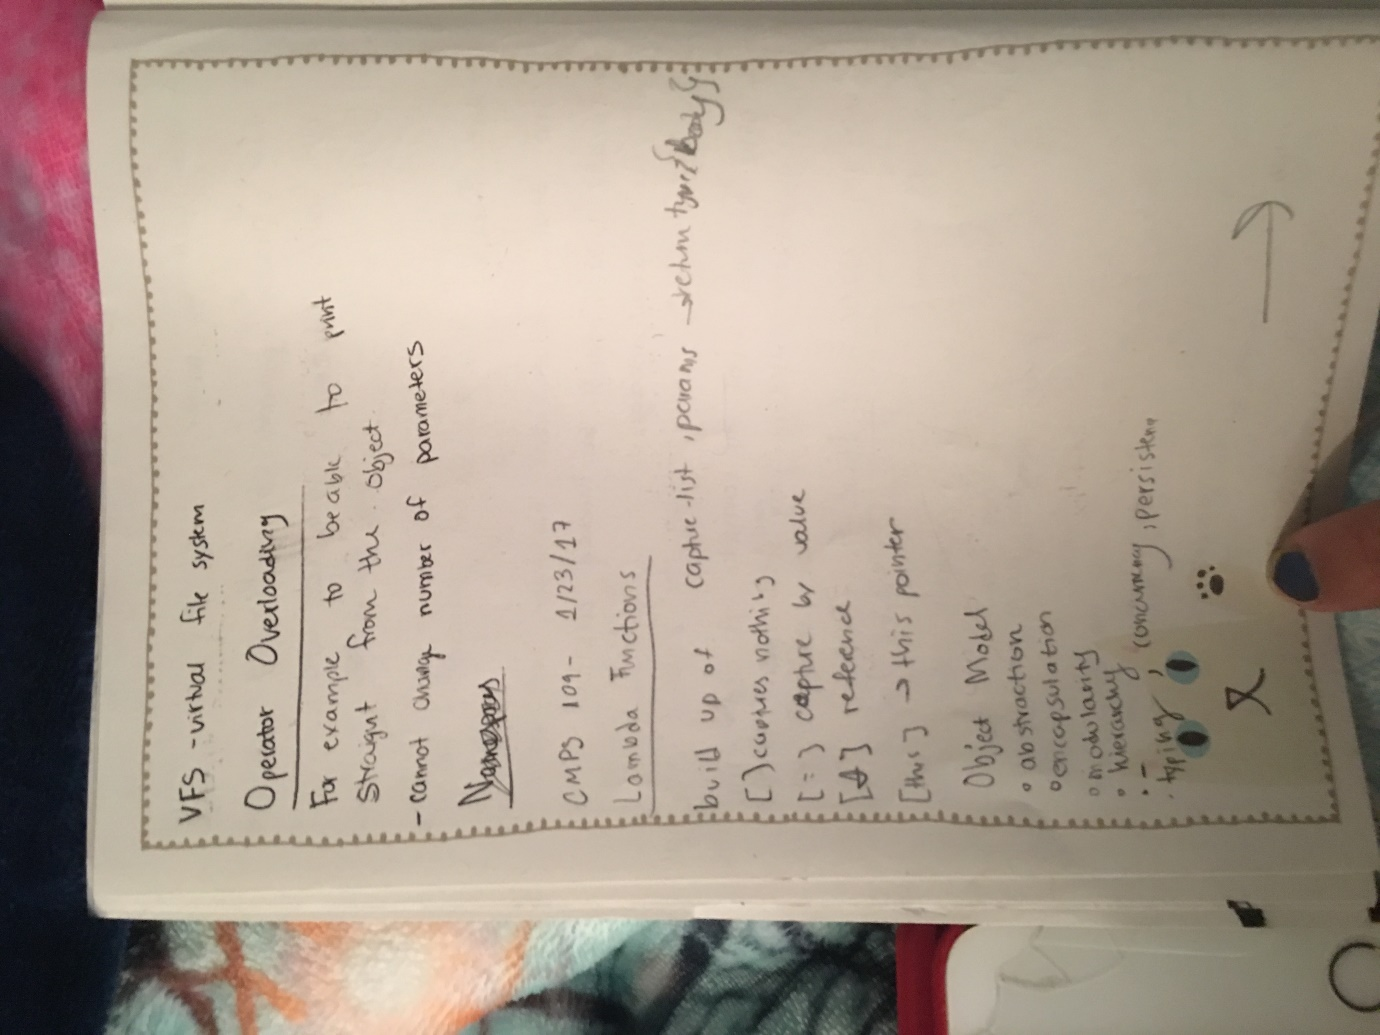 VFS - virtual file system
Operator Overloading
For example to be able to print
straight from the object
- cannot change number of parameters
CMPS 109 - 1/23/17
Lambda Functions
build up of capture-list, params → return type {body}
[ ] captures nothing
[=] capture by value
[&] reference
[this] → this pointer
Object Model
◦ abstraction
◦ encapsulation
◦ modularity
◦ hierarchy
· typing, concurrency, persisten